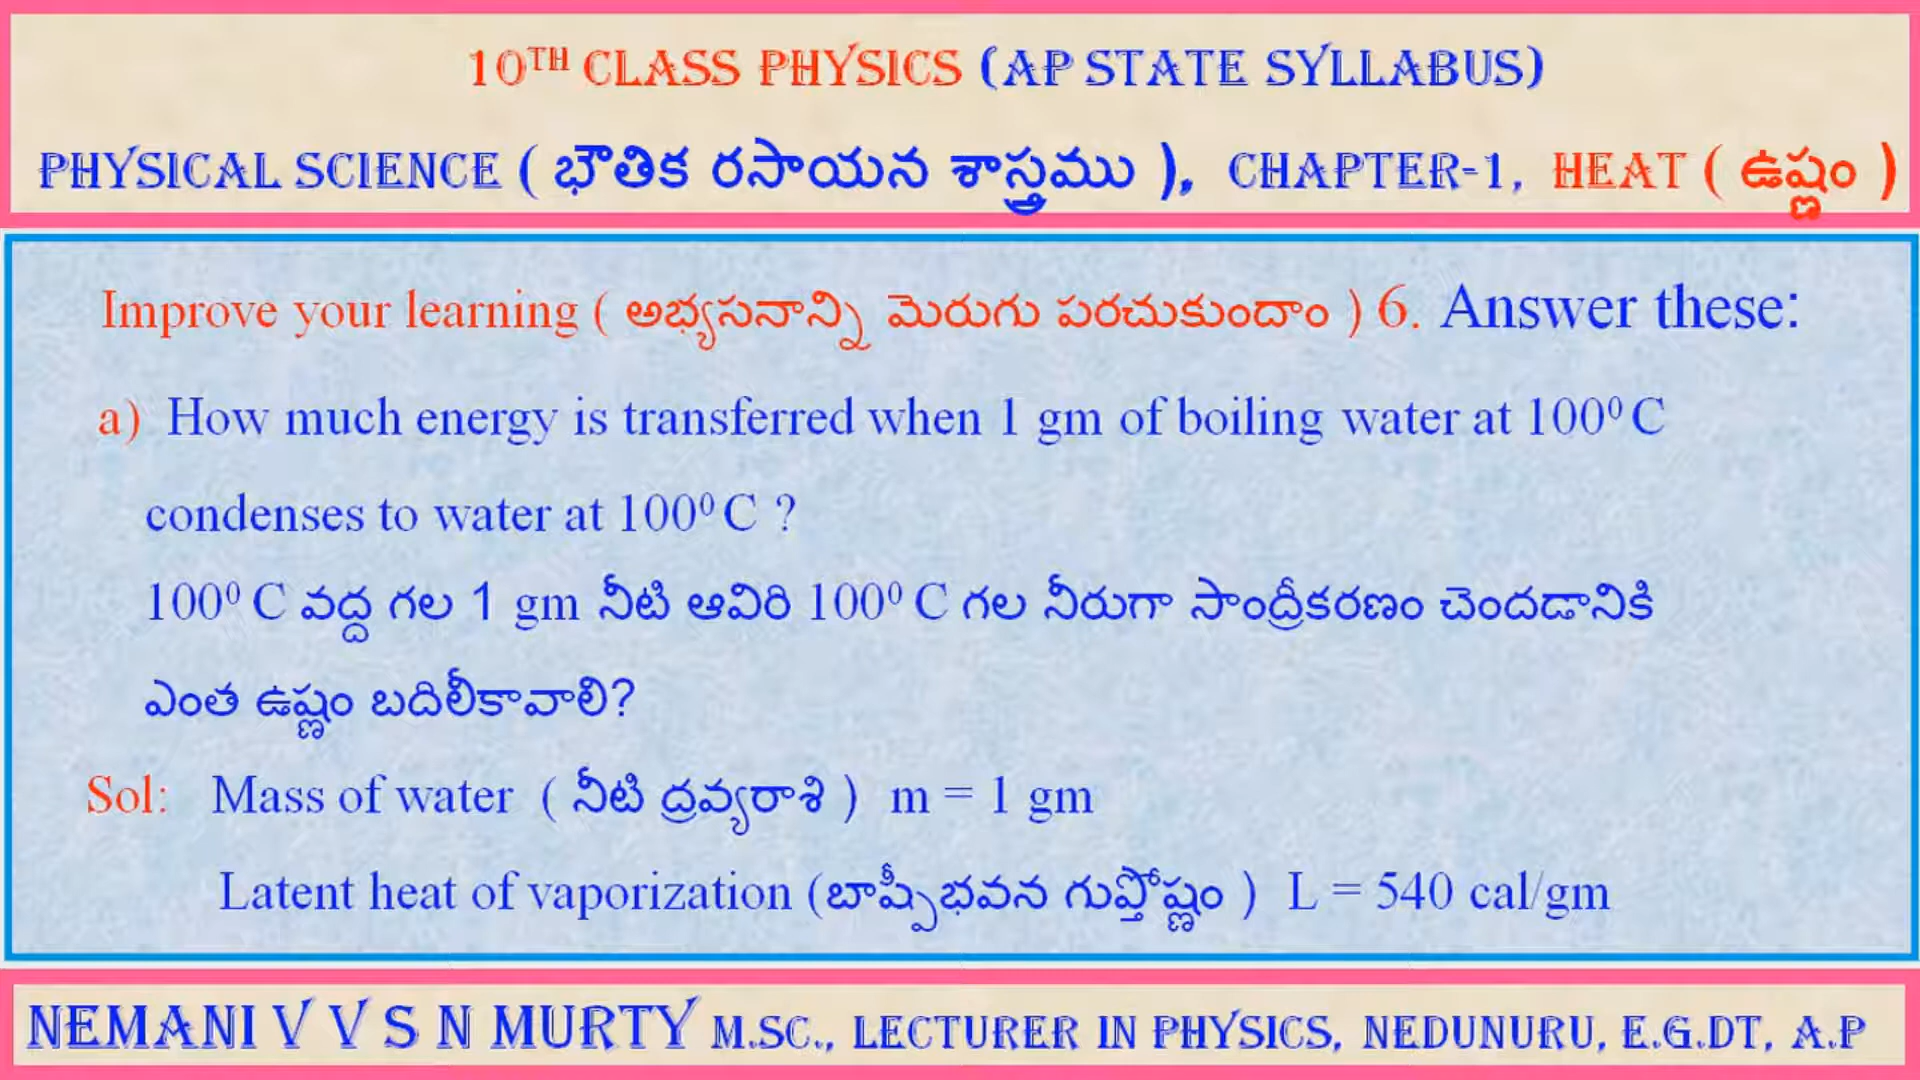 10TH CLASS PHYSICS (AP STATE SYLLABUS)
PHYSICAL SCIENCE ( భౌతిక రసాయన శాస్త్రము ), CHAPTER-1, HEAT ( ఉష్ణం )
Improve your learning ( అభ్యసనాన్ని మెరుగు పరచుకుందాం ) 6. Answer these:
a) How much energy is transferred when 1 gm of boiling water at 100⁰ C
condenses to water at 100⁰ C ?
100⁰ C వద్ద గల 1 gm నీటి ఆవిరి 100⁰ C గల నీరుగా సాంద్రీకరణం చెందడానికి
ఎంత ఉష్ణం బదిలీకావాలి?
Sol: Mass of water ( నీటి ద్రవ్యరాశి ) m = 1 gm
Latent heat of vaporization (బాష్పీభవన గుప్తోష్ణం ) L = 540 cal/gm
NEMANI V V S N MURTY M.SC., LECTURER IN PHYSICS, NEDUNURU, E.G.DT, A.P